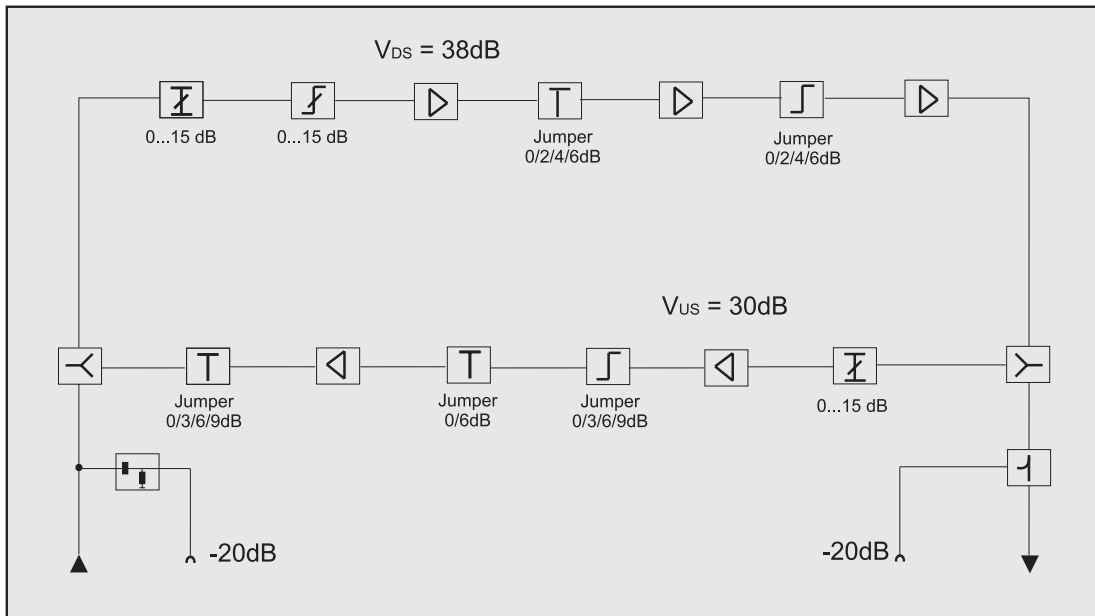 VDS = 38dB
0...15 dB
0...15 dB
Jumper
0/2/4/6dB
Jumper
0/2/4/6dB
VUS = 30dB
Jumper
0/3/6/9dB
Jumper
0/6dB
Jumper
0/3/6/9dB
0...15 dB
-20dB
-20dB